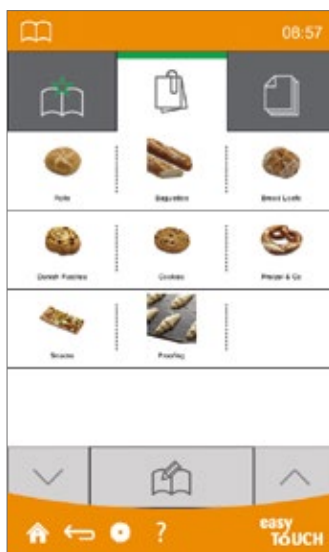 08:57
Rolls Baguettes Bread Loafs
Danish Pastries Cookies Pretzel & Co
Snacks Proofing
?
easy
TOUCH